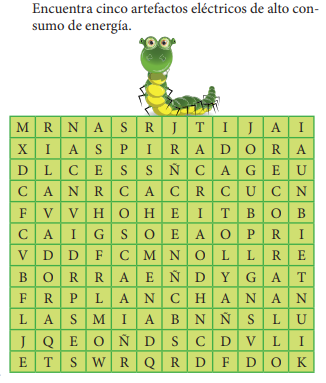 Encuentra cinco artefactos eléctricos de alto con-
sumo de energía.
M R N A S R J T I J A I
X I A S P I R A D O R A
D L C E S S Ñ C A G E U
C A N R C A C R C U C N
F V V H O H E I T B O B
C A I G S O E A O P R I
V D D F C M N O L L R E
B O R R A E Ñ D Y G A T
F R P L A N C H A N A N
L A S M I A B N Ñ S L U
J Q E O Ñ D S C D V L I
E T S W R Q R D F D O K